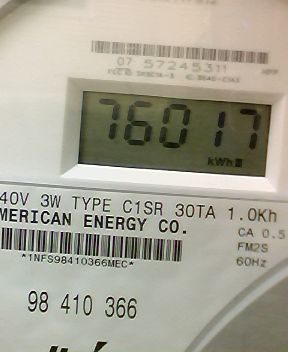 07 57245311
76017
kWh
40V 3W TYPE C1SR 30TA 1.0Kh
MERICAN ENERGY CO.
CA 0.5
FM2S
60Hz
*1NFS98410366MEC*
98 410 366